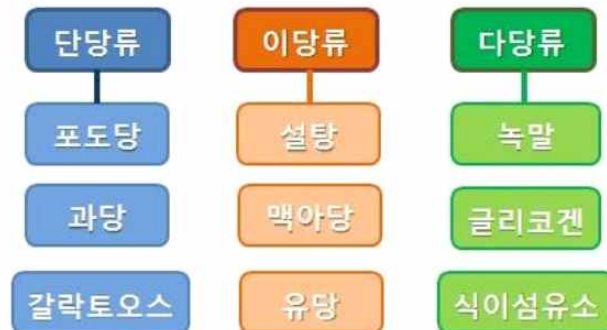 단당류 이당류 다당류
포도당 설탕 녹말
과당 맥아당 글리코겐
갈락토오스 유당 식이섬유소